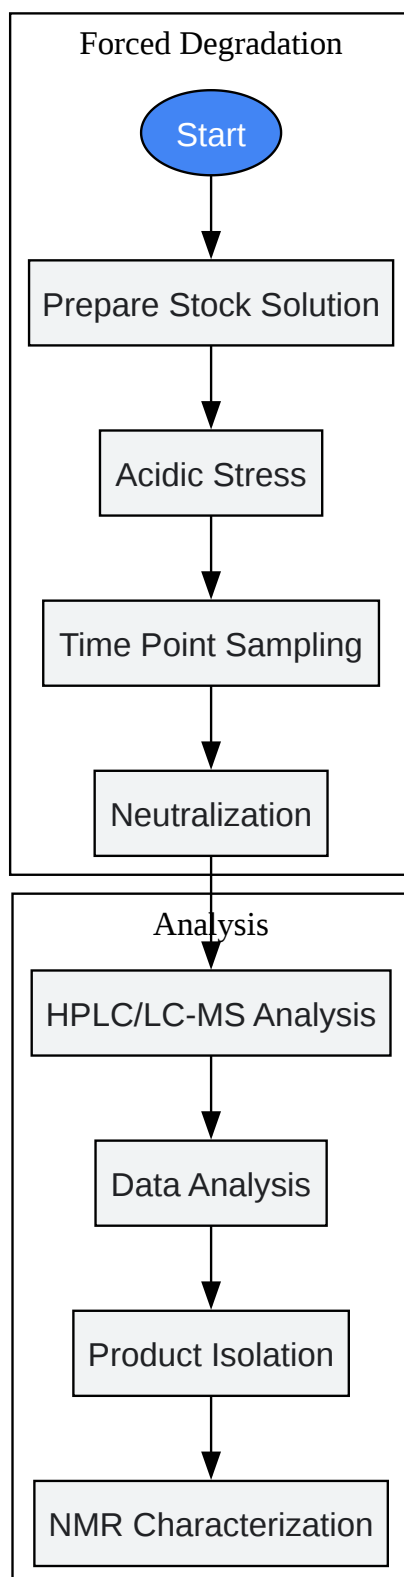 Forced Degradation
Start
Prepare Stock Solution
Acidic Stress
Time Point Sampling
Neutralization
Analysis
HPLC/LC-MS Analysis
Data Analysis
Product Isolation
NMR Characterization